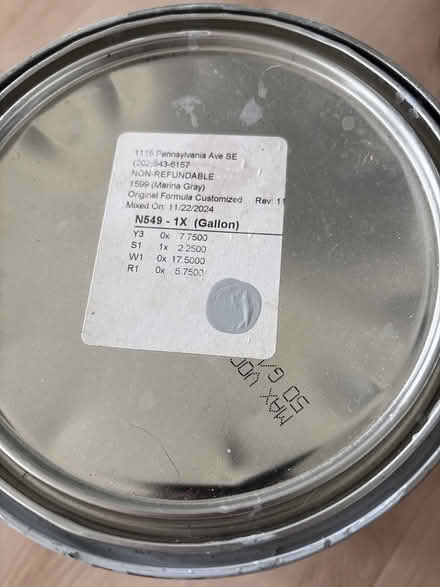 1115 Pennsylvania Ave SE
(202)543-6157
NON-REFUNDABLE
1599 (Marina Gray)
Original Formula Customized Rev: 11
Mixed On: 11/22/2024
N549 - 1X (Gallon)
Y3 0x 7.7500
S1 1x 2.2500
W1 0x 17.5000
R1 0x 5.7500
MAX VOC
50 G/